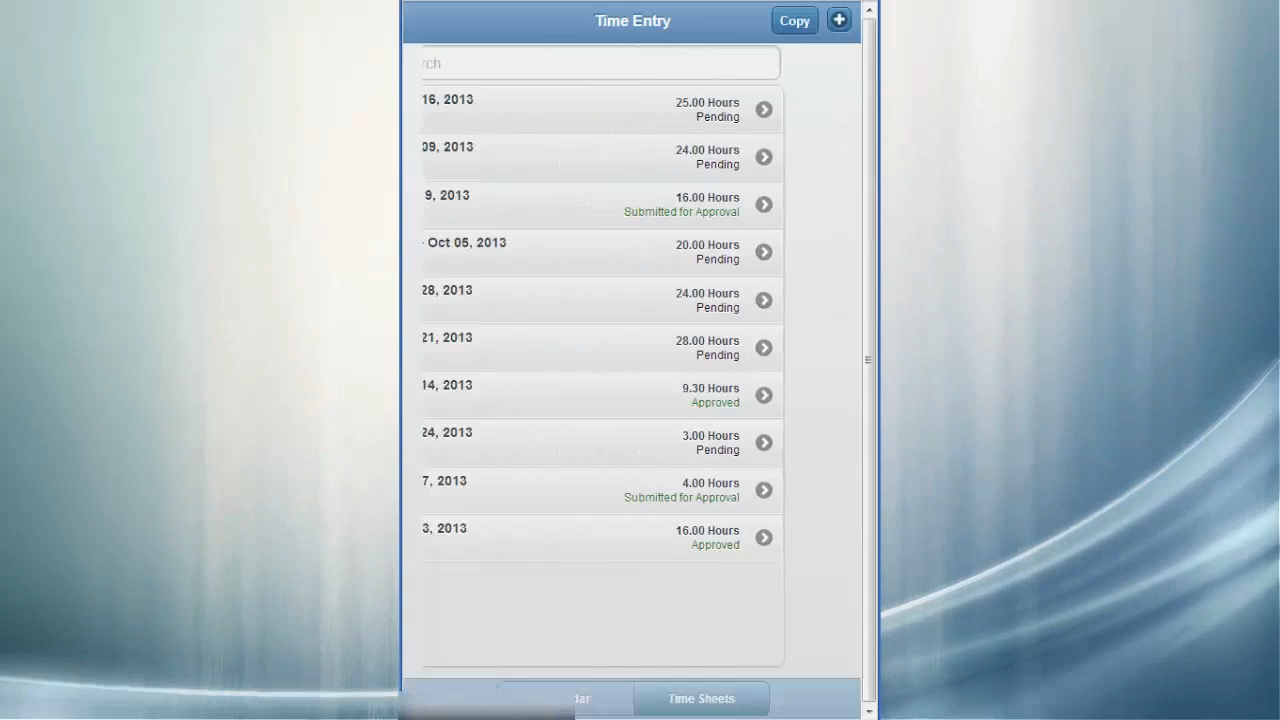 Time Entry
Copy
rch
16, 2013
25.00 Hours
Pending
09, 2013
24.00 Hours
Pending
9, 2013
16.00 Hours
Submitted for Approval
- Oct 05, 2013
20.00 Hours
Pending
28, 2013
24.00 Hours
Pending
21, 2013
28.00 Hours
Pending
14, 2013
9.30 Hours
Approved
24, 2013
3.00 Hours
Pending
7, 2013
4.00 Hours
Submitted for Approval
3, 2013
16.00 Hours
Approved
dar
Time Sheets